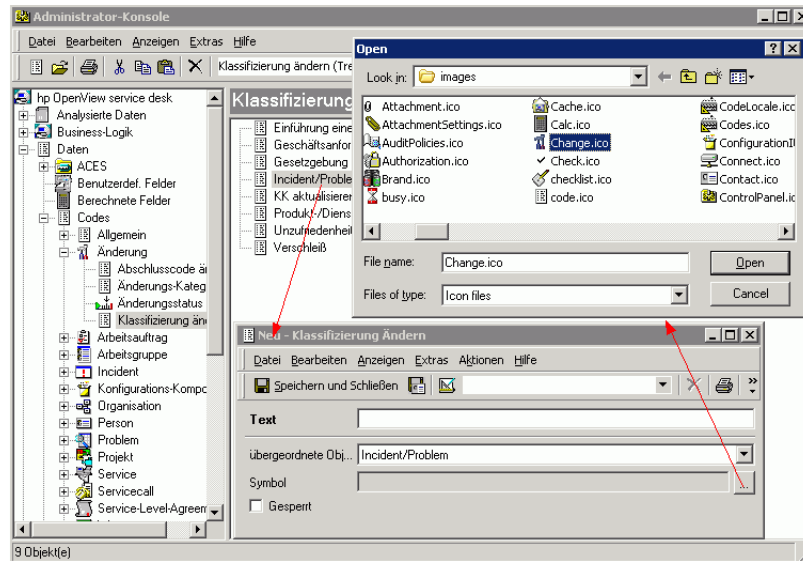 Administrator-Konsole
Datei Bearbeiten Anzeigen Extras Hilfe
Klassifizierung ändern (Tre
hp OpenView service desk
Analysierte Daten
Business-Logik
Daten
ACES
Benutzerdef. Felder
Berechnete Felder
Codes
Allgemein
Änderung
Abschlusscode ä
Änderungs-Kateg
Änderungsstatus
Klassifizierung än
Arbeitsauftrag
Arbeitsgruppe
Incident
Konfigurations-Kompo
Organisation
Person
Problem
Projekt
Service
Servicecall
Service-Level-Agreem
9 Objekt(e)
Klassifizierung
Einführung eine
Geschäftsanfor
Gesetzgebung
Incident/Proble
KK aktualisieren
Produkt-/Diens
Unzufriedenheit
Verschleiß
Open
Look in: images
Attachment.ico Cache.ico CodeLocale.ico
AttachmentSettings.ico Calc.ico Codes.ico
AuditPolicies.ico Change.ico ConfigurationI
Authorization.ico Check.ico Connect.ico
Brand.ico checklist.ico Contact.ico
busy.ico code.ico ControlPanel.ic
File name: Change.ico Open
Files of type: Icon files Cancel
Neu - Klassifizierung Ändern
Datei Bearbeiten Anzeigen Extras Aktionen Hilfe
Speichern und Schließen
Text
übergeordnete Obj... Incident/Problem
Symbol ...
Gesperrt